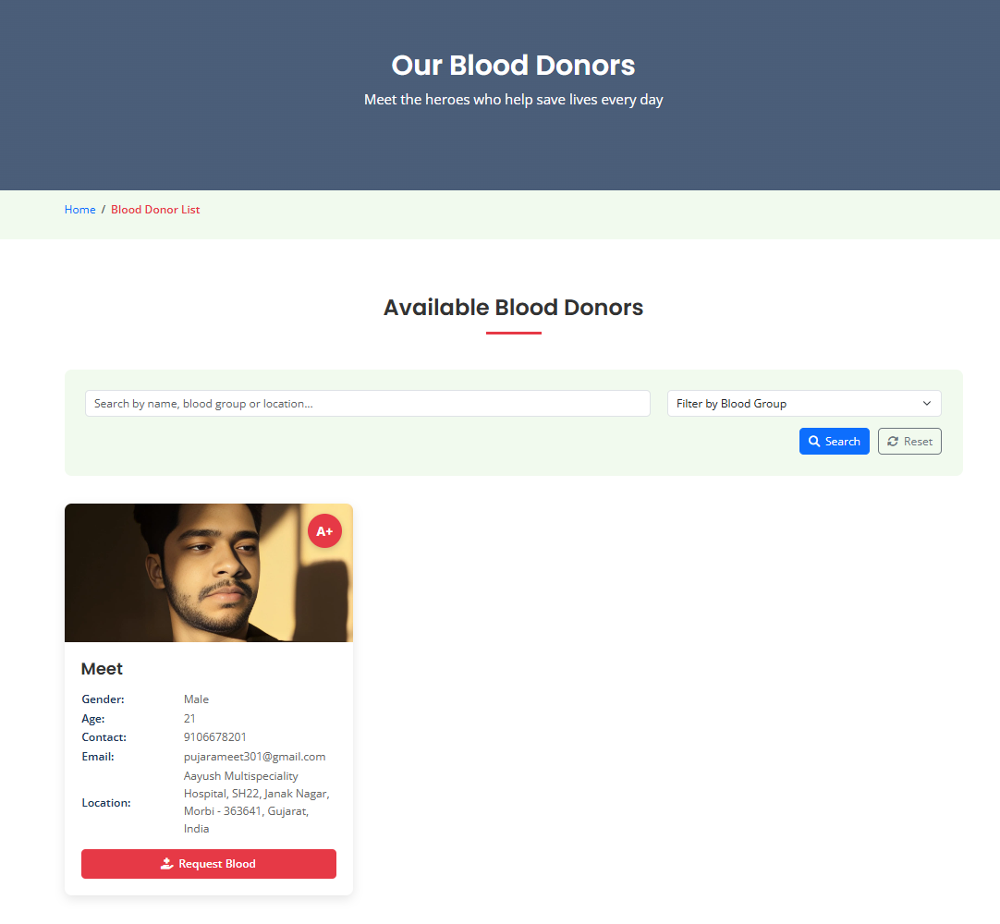 Our Blood Donors
Meet the heroes who help save lives every day
Home / Blood Donor List
Available Blood Donors
Search by name, blood group or location...
Filter by Blood Group
Search
Reset
A+
Meet
Gender: Male
Age: 21
Contact: 9106678201
Email: pujarameet301@gmail.com
Location: Aayush Multispeciality
Hospital, SH22, Janak Nagar,
Morbi - 363641, Gujarat,
India
Request Blood